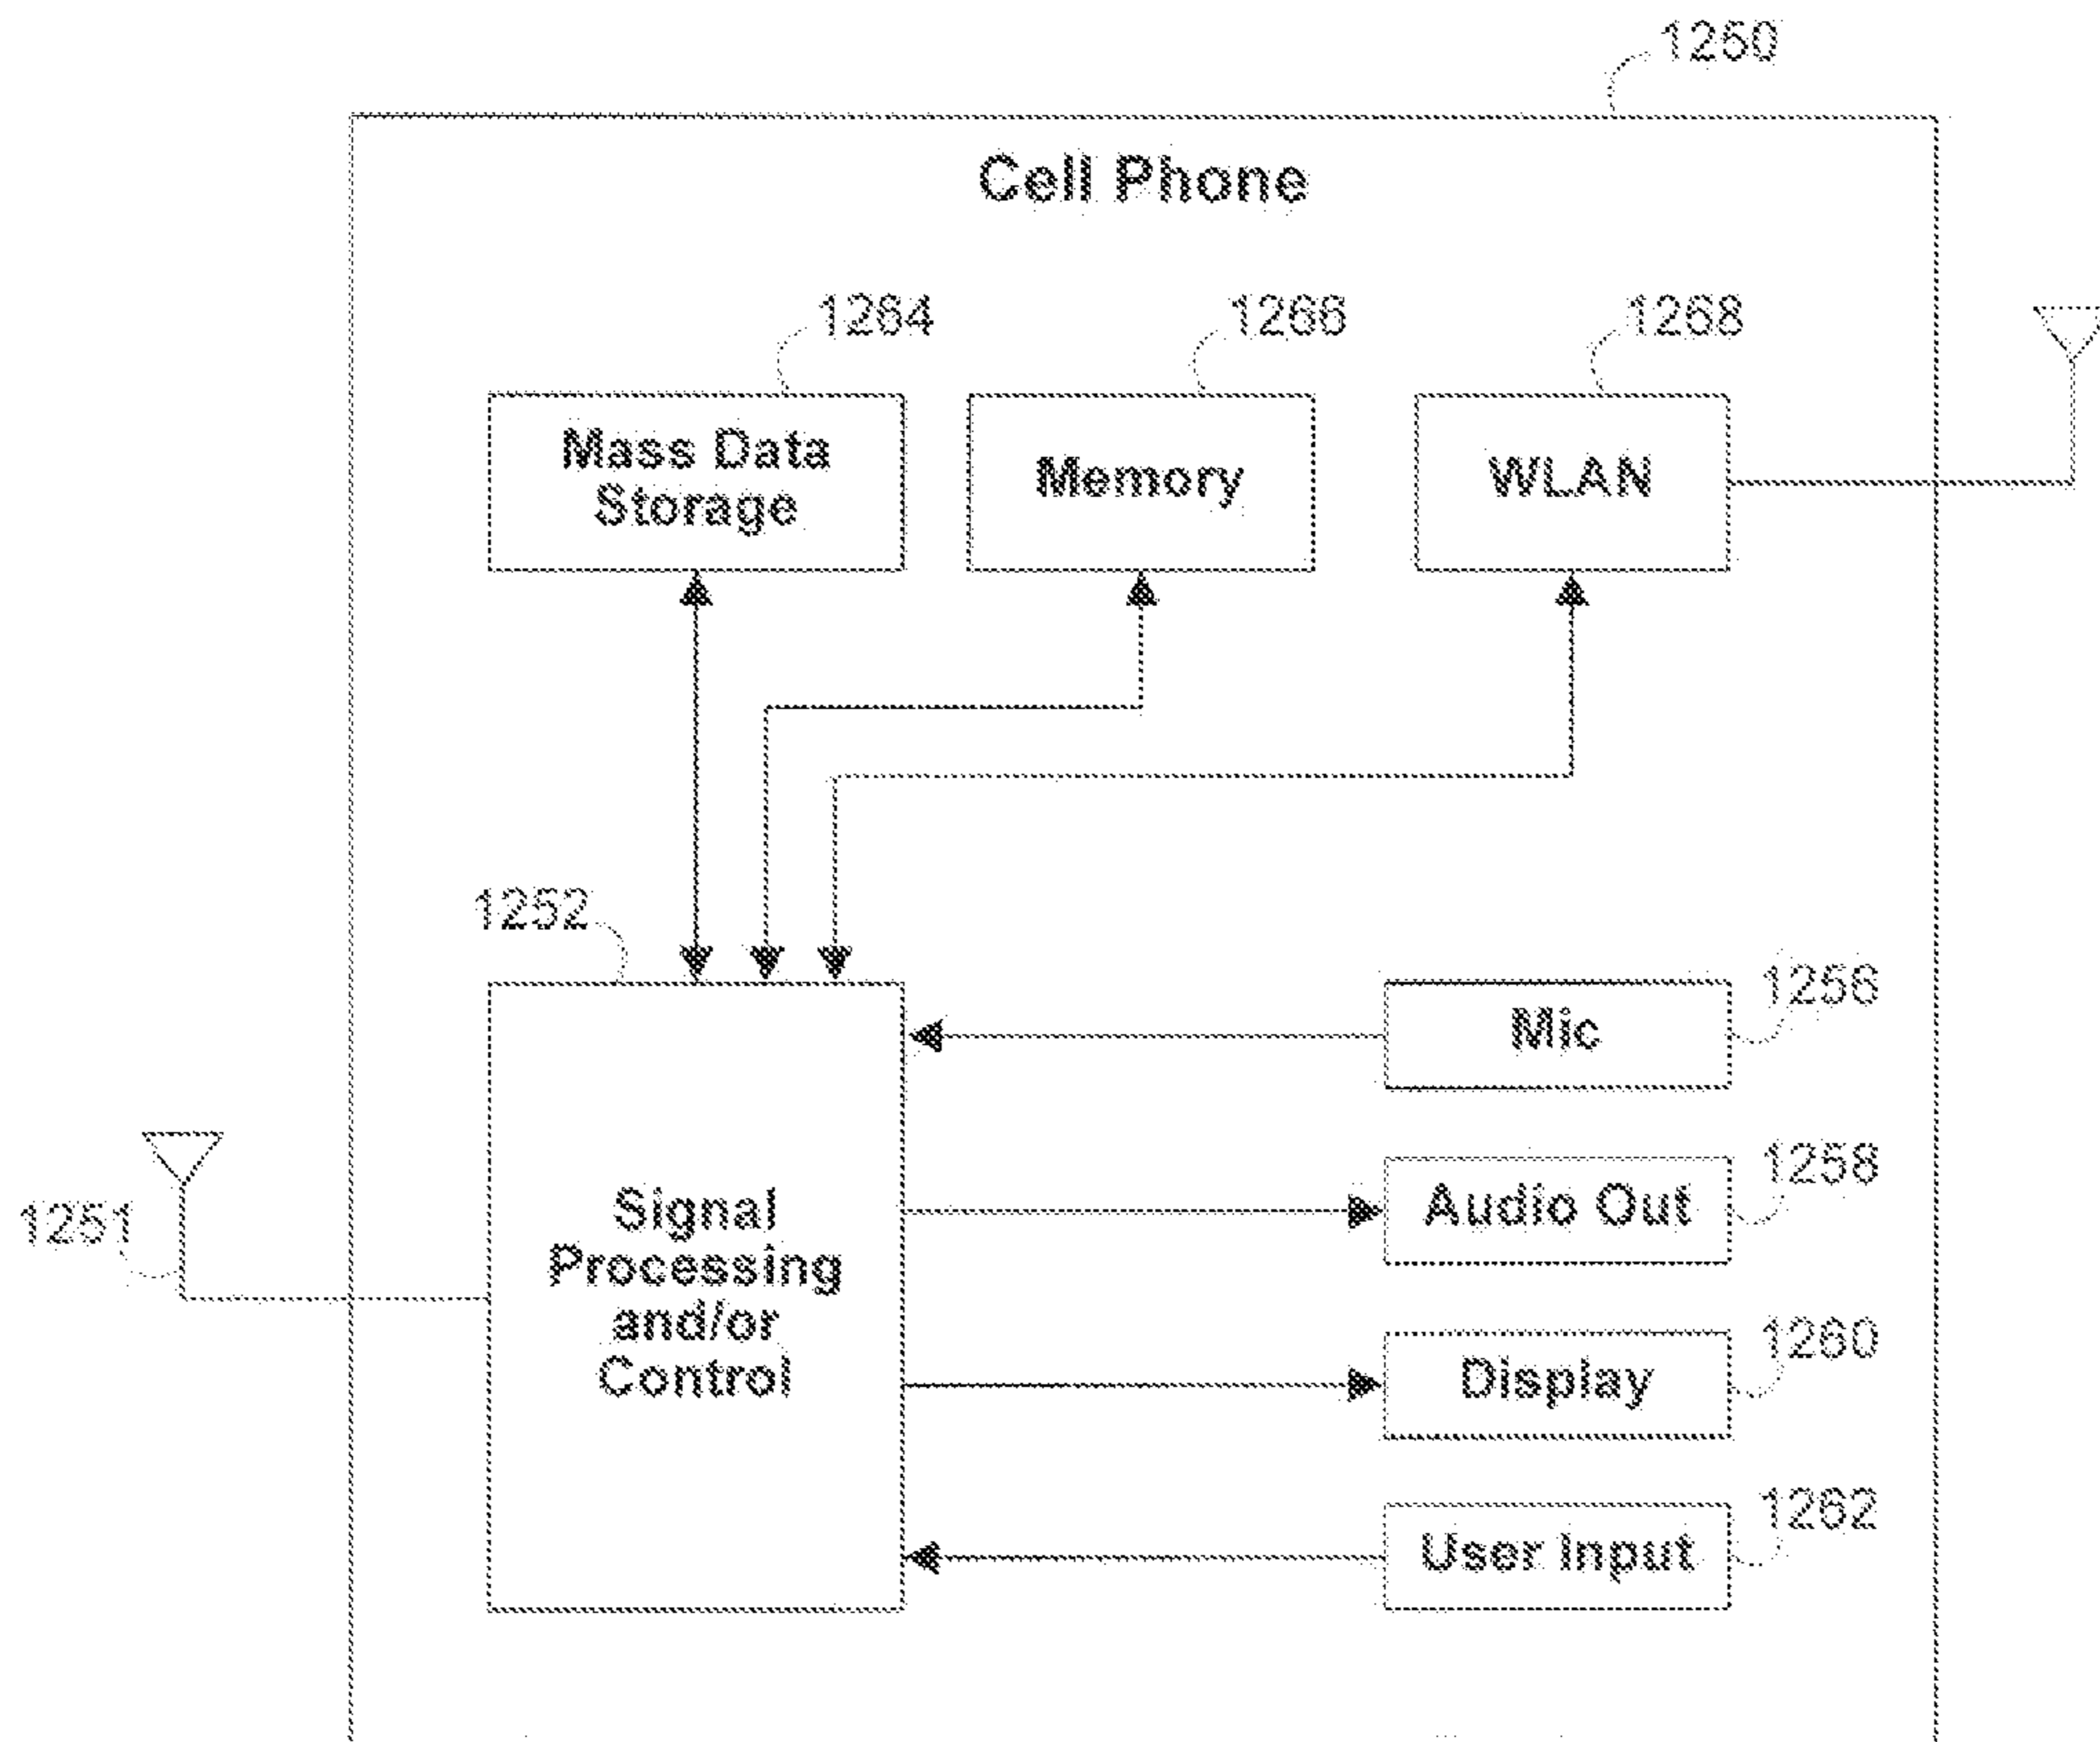 1250
Cell Phone
1264
1266
1268
Mass Data
Storage
Memory
WLAN
1252
1256
Mic
1258
Audio Out
1251
Signal
Processing
and/or
Control
1260
Display
1262
User Input